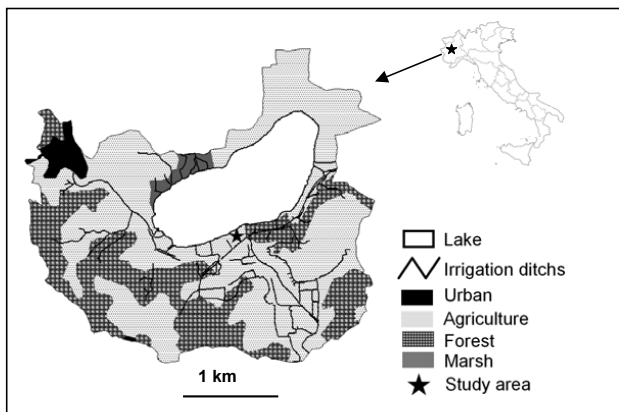 Lake
Irrigation ditchs
Urban
Agriculture
Forest
Marsh
Study area
1 km